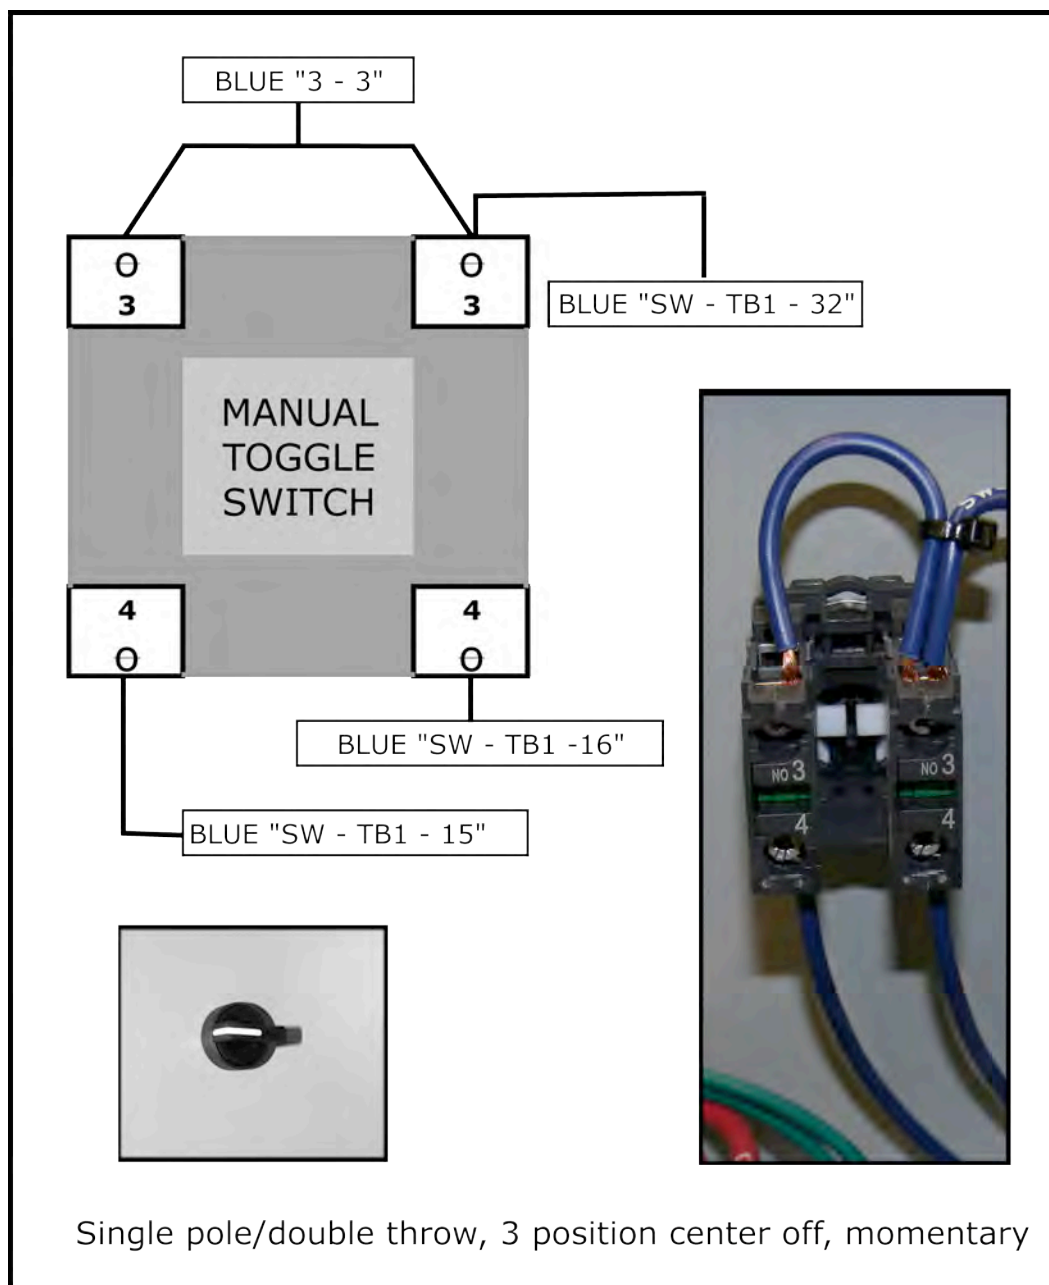 BLUE "3 - 3"
O O
3 3
BLUE "SW - TB1 - 32"
MANUAL
TOGGLE
SWITCH
4 4
O O
BLUE "SW - TB1 -16"
BLUE "SW - TB1 - 15"
SW
NO 3 NO 3
4 4
Single pole/double throw, 3 position center off, momentary